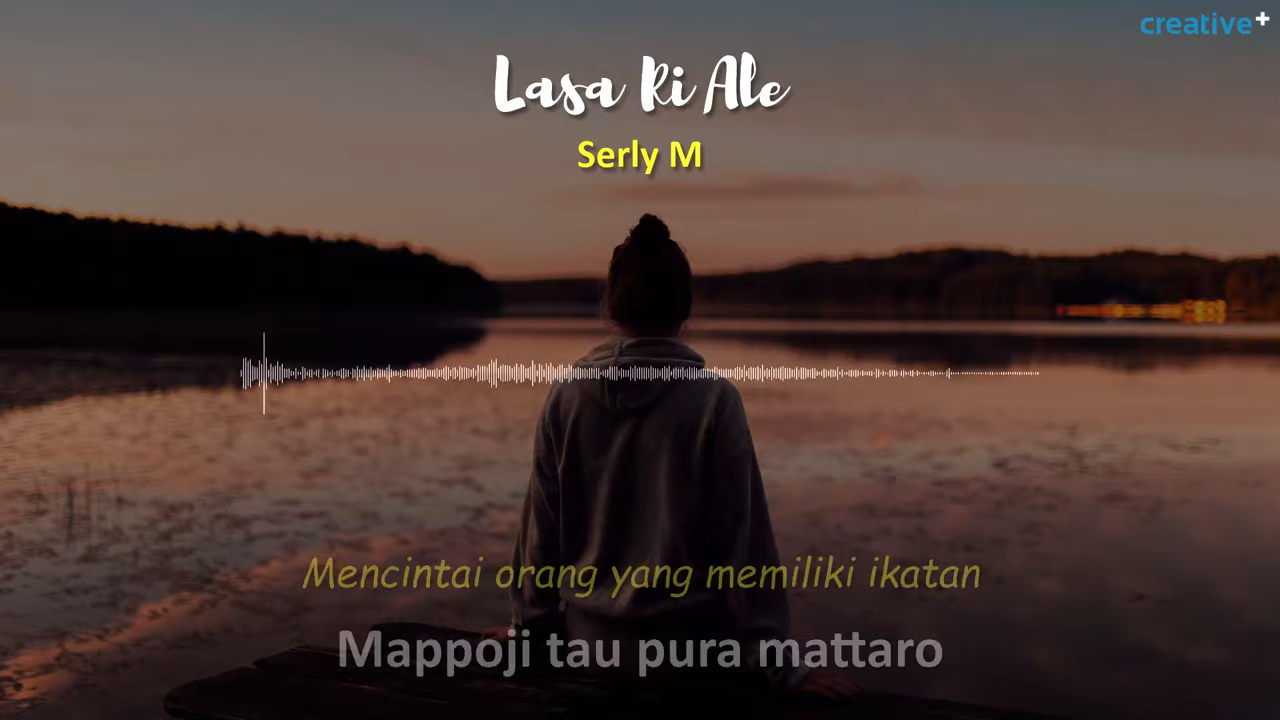 creative+
Lasa Ri Ale
Serly M
Mencintai orang yang memiliki ikatan
Mappoji tau pura mattaro